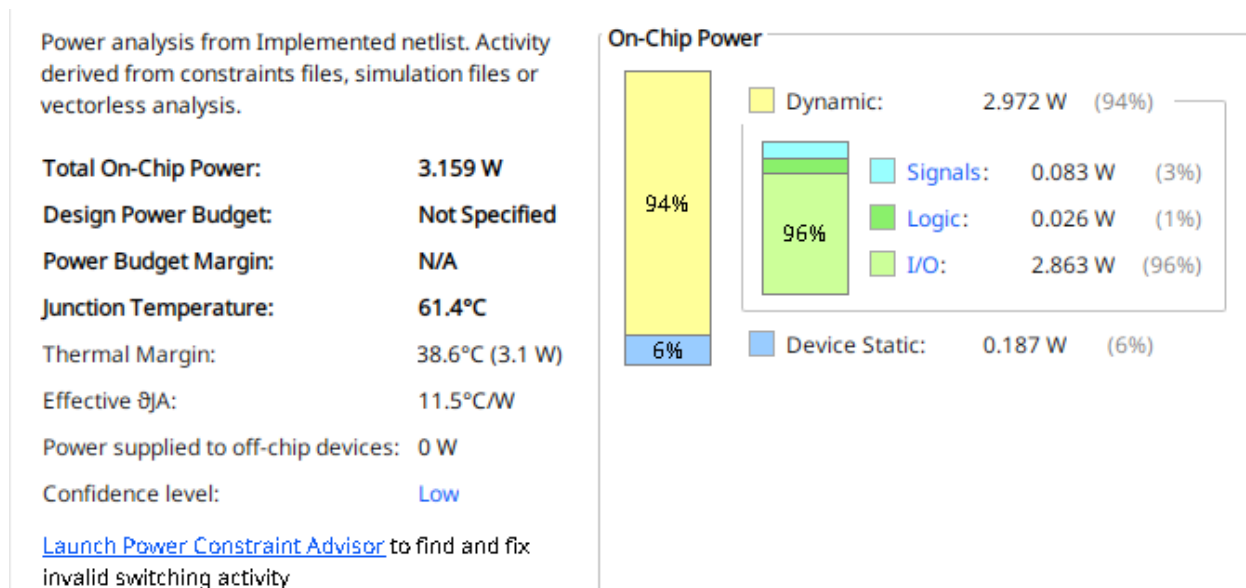 Power analysis from Implemented netlist. Activity
derived from constraints files, simulation files or
vectorless analysis.
Total On-Chip Power: 3.159 W
Design Power Budget: Not Specified
Power Budget Margin: N/A
Junction Temperature: 61.4°C
Thermal Margin: 38.6°C (3.1 W)
Effective ϑJA: 11.5°C/W
Power supplied to off-chip devices: 0 W
Confidence level: Low
Launch Power Constraint Advisor to find and fix
invalid switching activity
On-Chip Power
94%
6%
Dynamic: 2.972 W (94%)
96%
Signals: 0.083 W (3%)
Logic: 0.026 W (1%)
I/O: 2.863 W (96%)
Device Static: 0.187 W (6%)